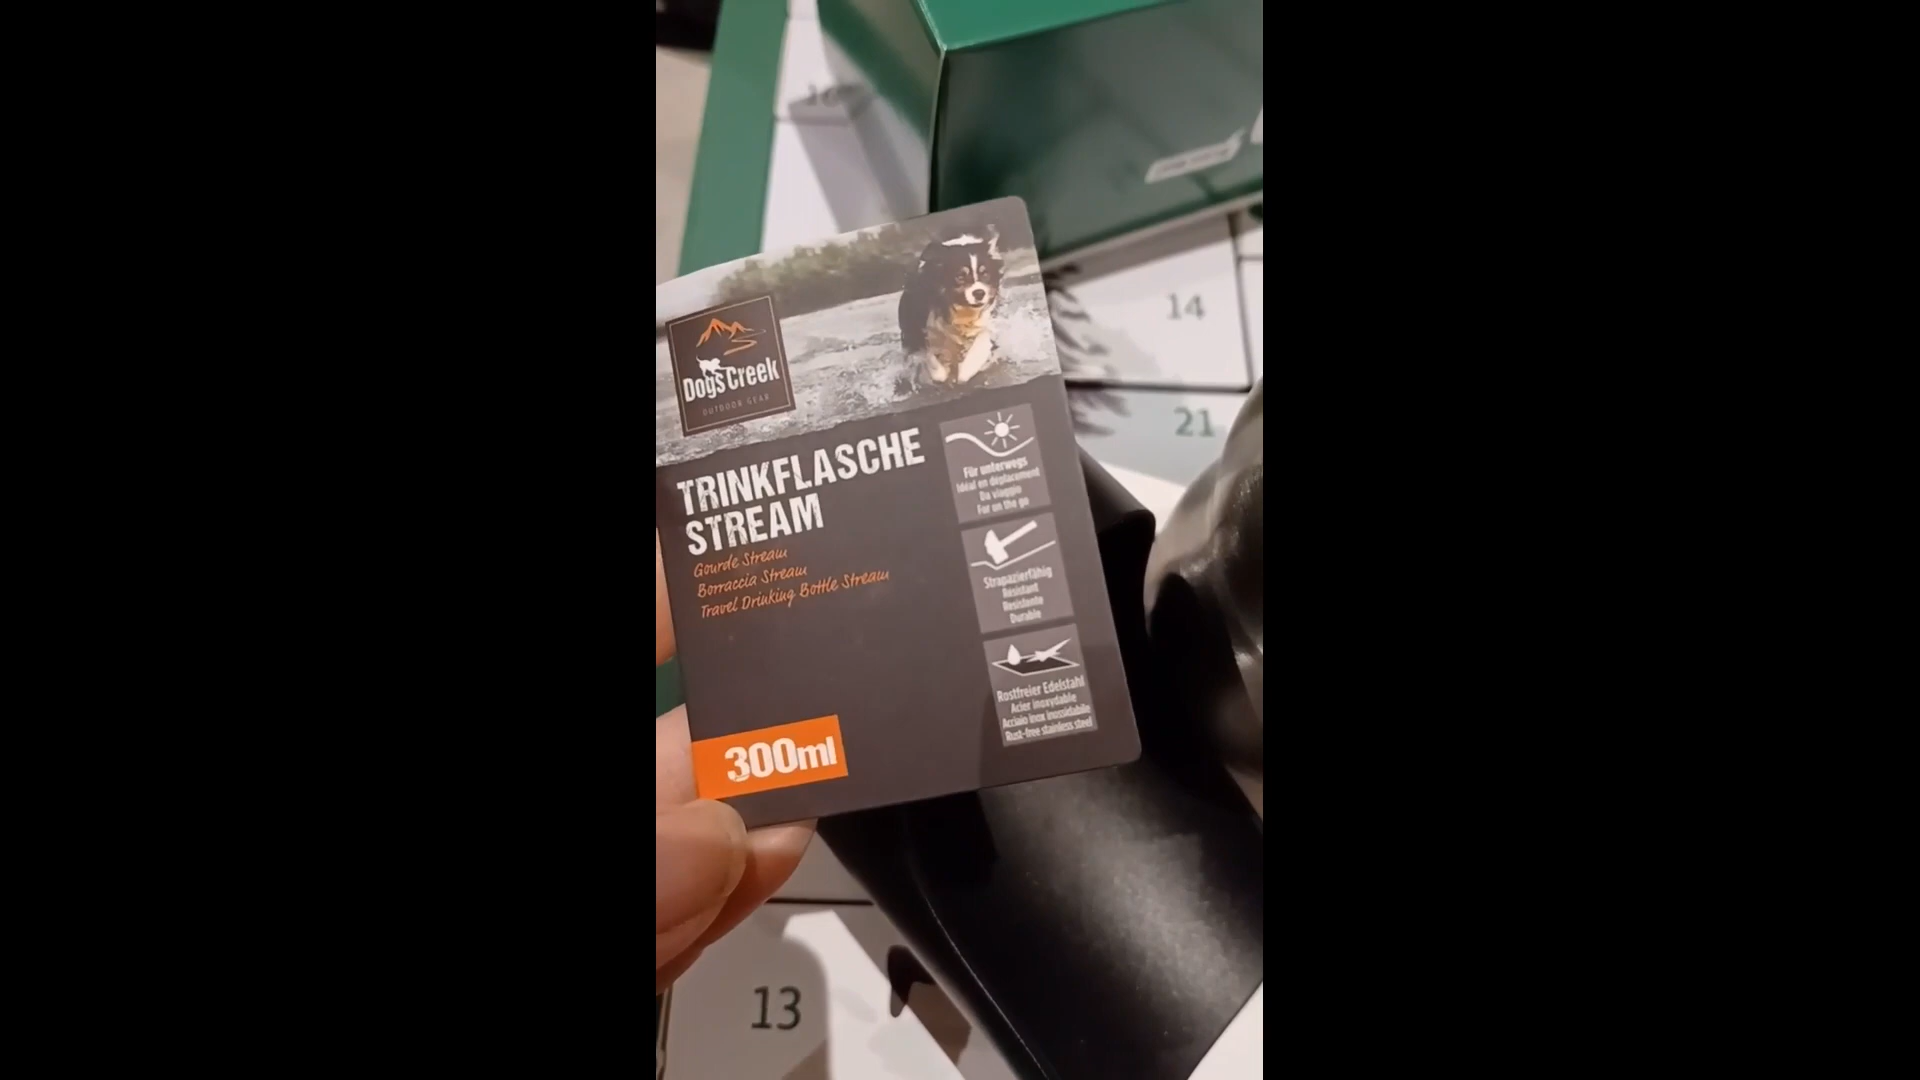 16
14
21
Dogs Creek
OUTDOOR GEAR
TRINKFLASCHE
STREAM
Gourde Stream
Borraccia Stream
Travel Drinking Bottle Stream
300ml
Für unterwegs
Idéal en déplacement
Da viaggio
For on the go
Strapazierfähig
Resistant
Resistente
Durable
Rostfreier Edelstahl
Acier inoxydable
Acciaio inox inossidabile
Rust-free stainless steel
13